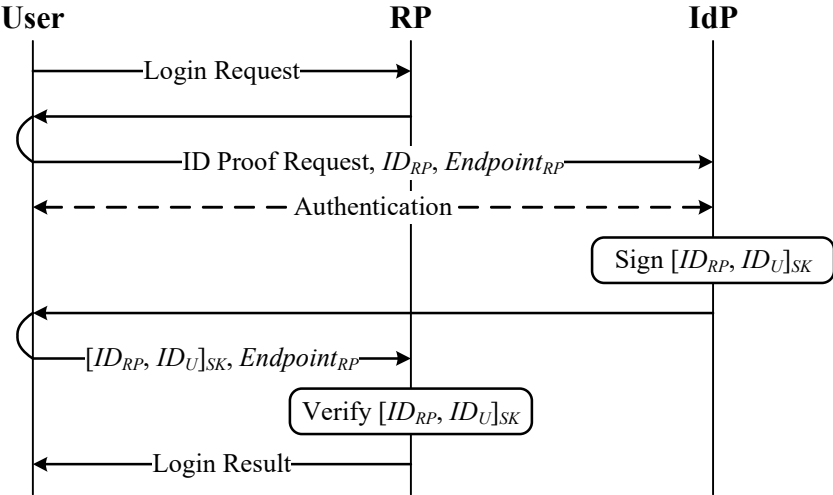 User RP IdP
Login Request
ID Proof Request, ID_RP, Endpoint_RP
Authentication
Sign [ID_RP, ID_U]_SK
[ID_RP, ID_U]_SK, Endpoint_RP
Verify [ID_RP, ID_U]_SK
Login Result